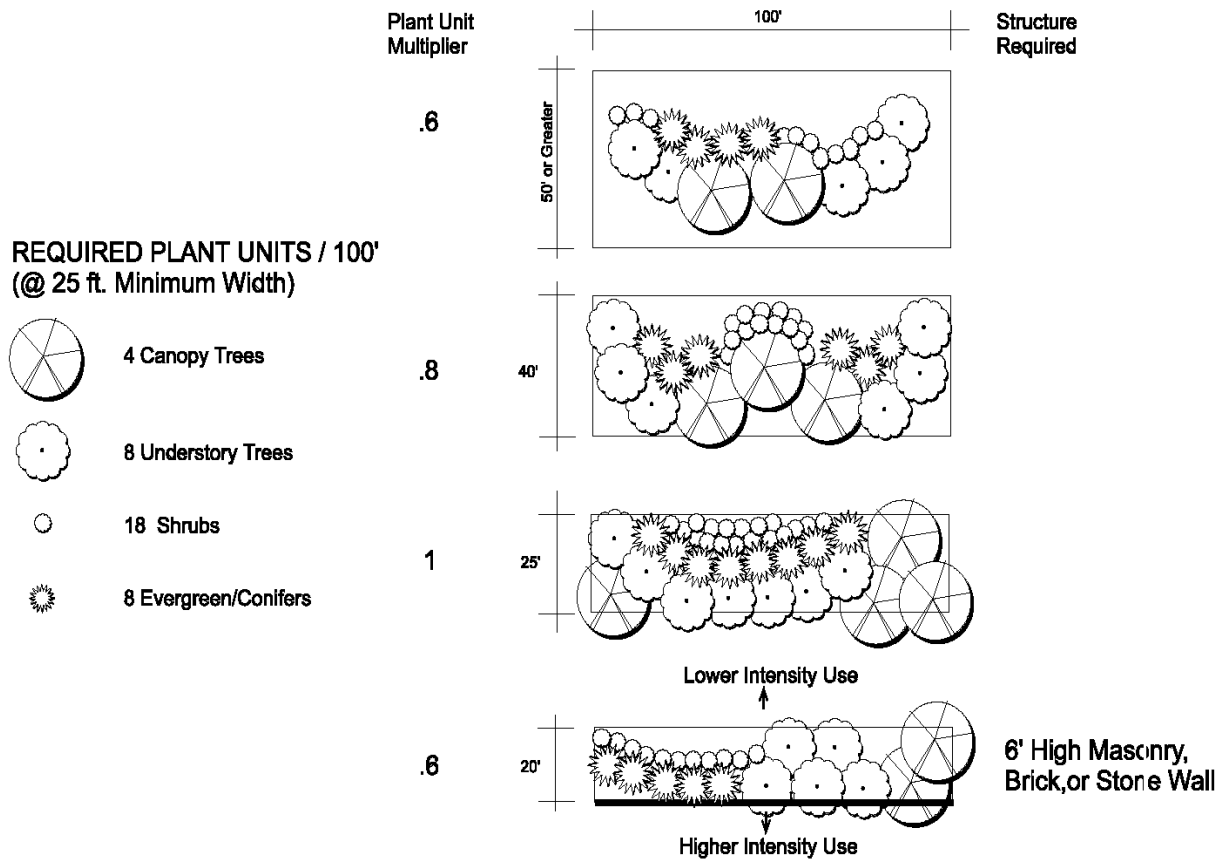 Plant Unit
Multiplier
100'
Structure
Required
.6
50' or Greater
REQUIRED PLANT UNITS / 100'
(@ 25 ft. Minimum Width)
4 Canopy Trees
.8
40'
8 Understory Trees
18 Shrubs
1
25'
8 Evergreen/Conifers
Lower Intensity Use
.6
20'
6' High Masonry,
Brick,or Stone Wall
Higher Intensity Use